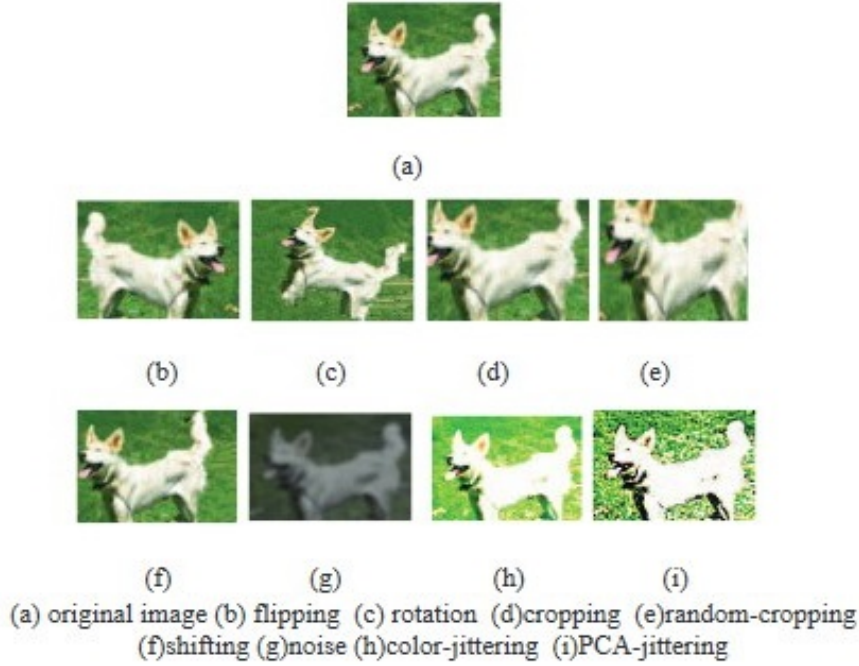 (a)
(b) (c) (d) (e)
(f) (g) (h) (i)
(a) original image (b) flipping (c) rotation (d)cropping (e)random-cropping
(f)shifting (g)noise (h)color-jittering (i)PCA-jittering